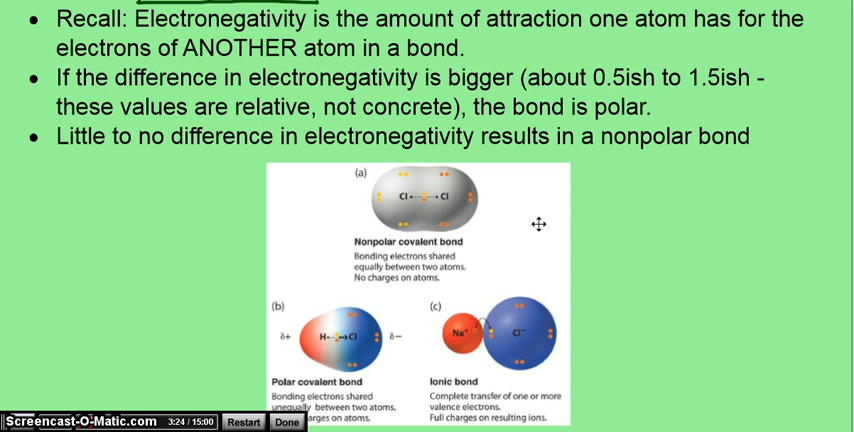 • Recall: Electronegativity is the amount of attraction one atom has for the
electrons of ANOTHER atom in a bond.
• If the difference in electronegativity is bigger (about 0.5ish to 1.5ish -
these values are relative, not concrete), the bond is polar.
• Little to no difference in electronegativity results in a nonpolar bond
(a)
Cl Cl
Nonpolar covalent bond
Bonding electrons shared
equally between two atoms.
No charges on atoms.
(b)
δ+ H Cl δ−
Polar covalent bond
Bonding electrons shared
unequally between two atoms.
arges on atoms.
(c)
Na⁺ Cl⁻
Ionic bond
Complete transfer of one or more
valence electrons.
Full charges on resulting ions.
Screencast-O-Matic.com 3:24 / 15:00 Restart Done